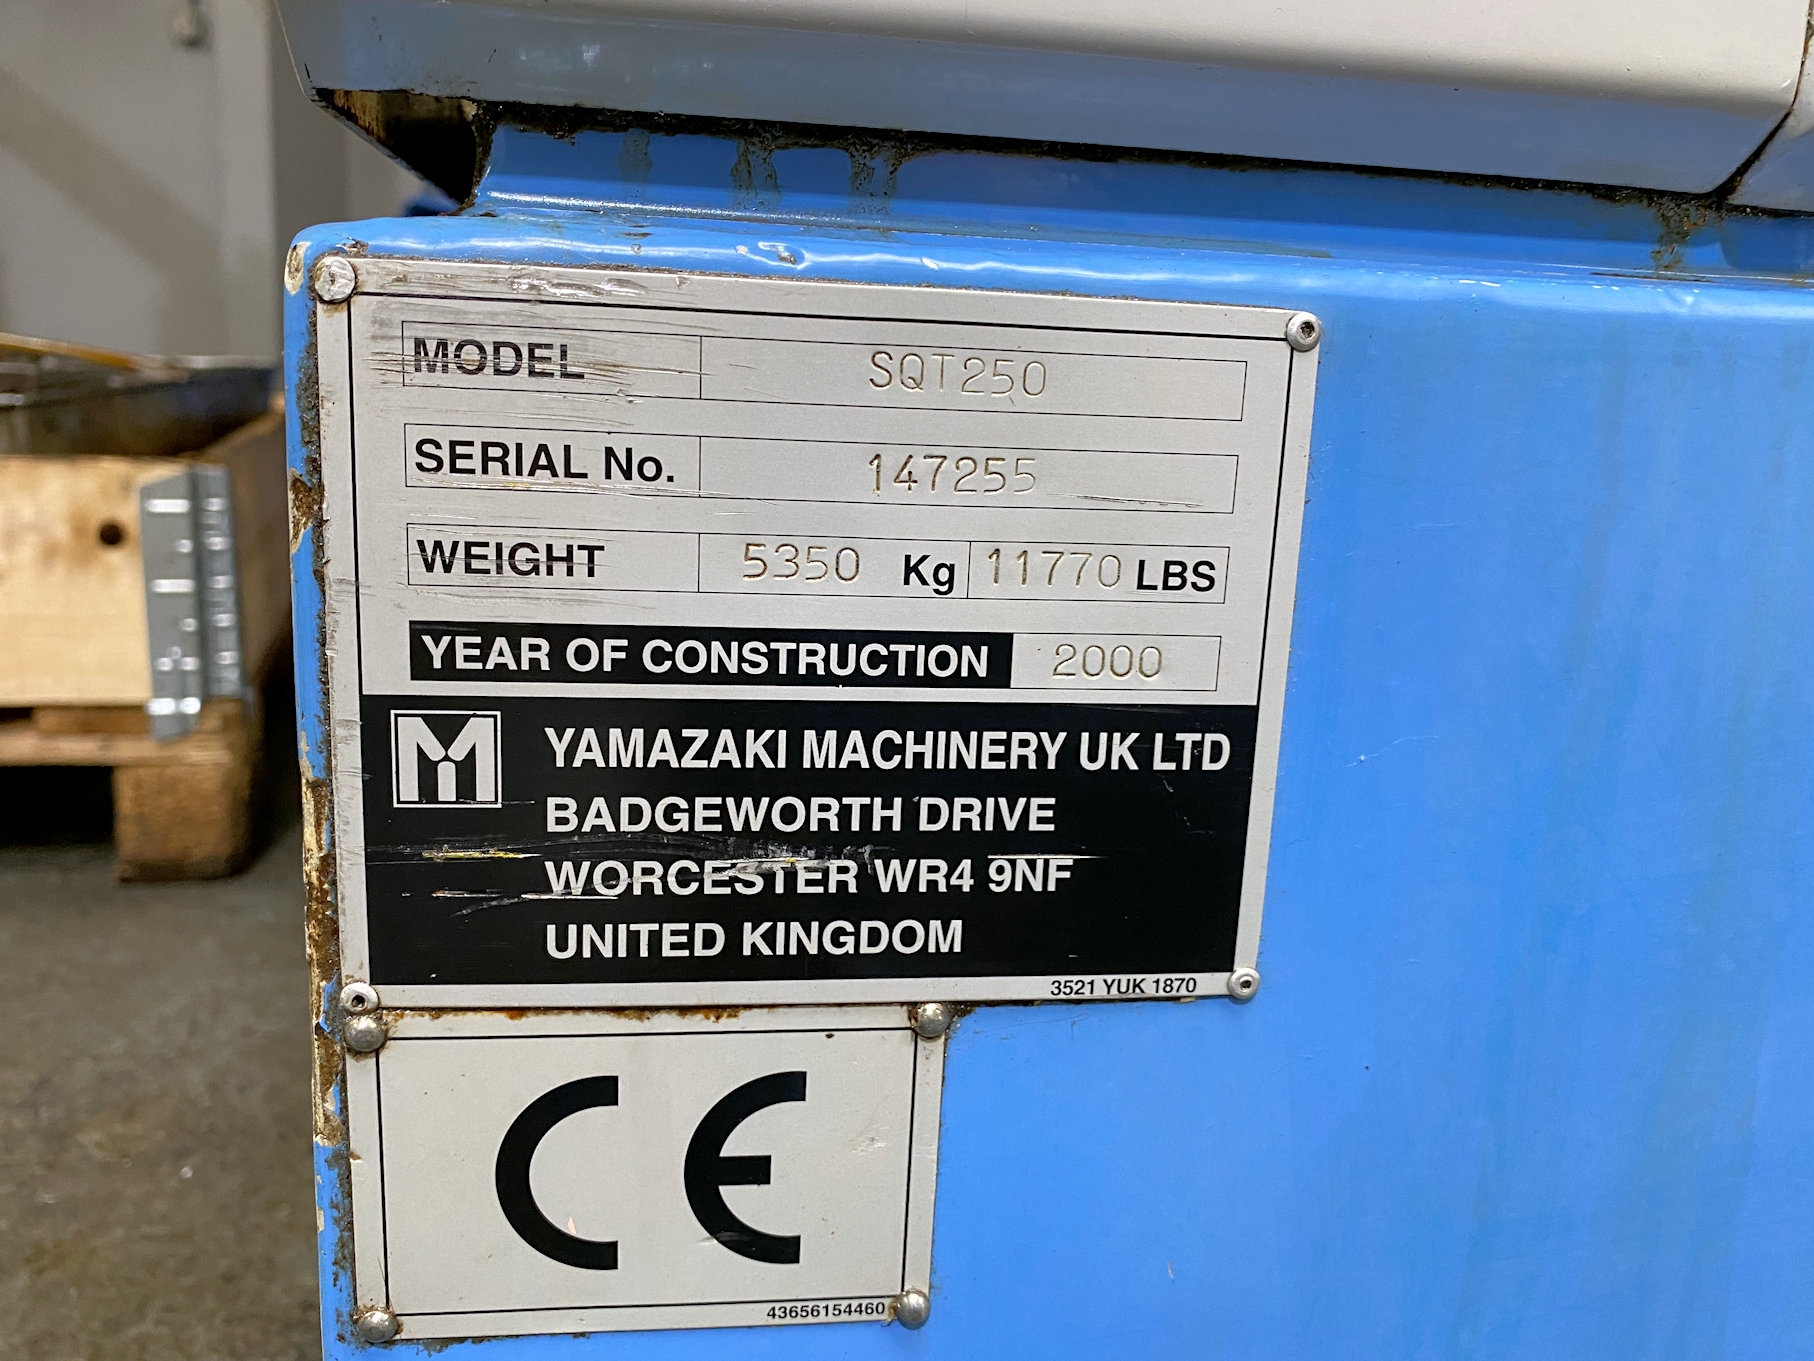 MODEL SQT250
SERIAL No. 147255
WEIGHT 5350 Kg 11770 LBS
YEAR OF CONSTRUCTION 2000
M YAMAZAKI MACHINERY UK LTD
BADGEWORTH DRIVE
WORCESTER WR4 9NF
UNITED KINGDOM
3521 YUK 1870
CE
43656154460